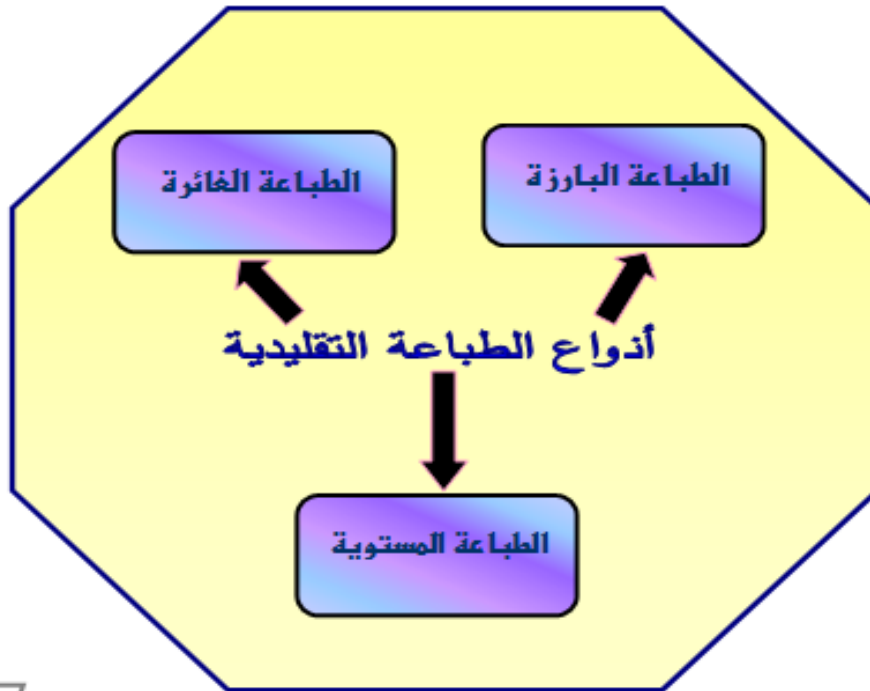 الطباعة البارزة
الطباعة الغائرة
أنواع الطباعة التقليدية
الطباعة المستوية